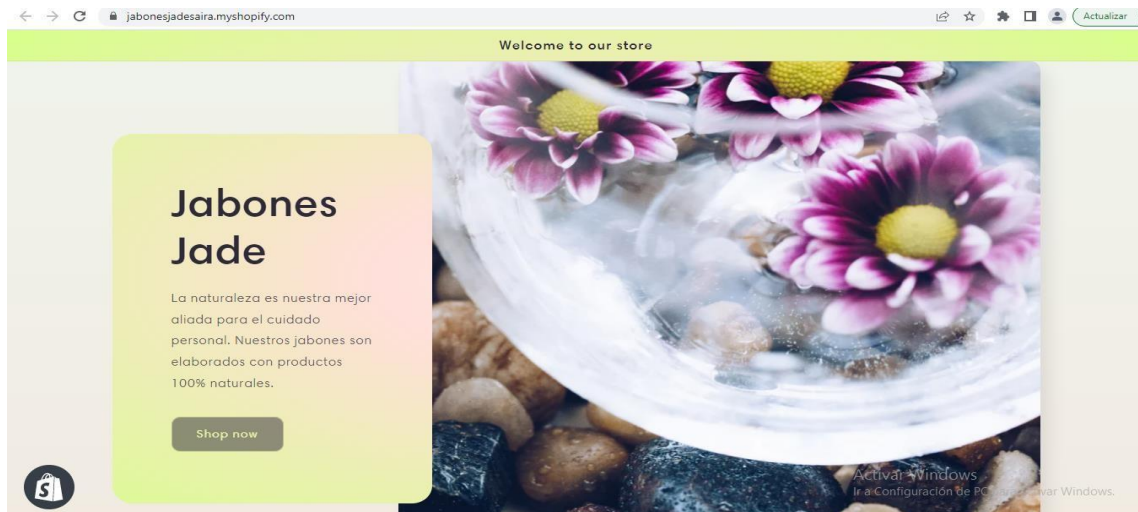 jabonesjadesaira.myshopify.com
Actualizar
Welcome to our store
Jabones
Jade
La naturaleza es nuestra mejor
aliada para el cuidado
personal. Nuestros jabones son
elaborados con productos
100% naturales.
Shop now
Activar Windows
Ir a Configuración de PC var Windows.